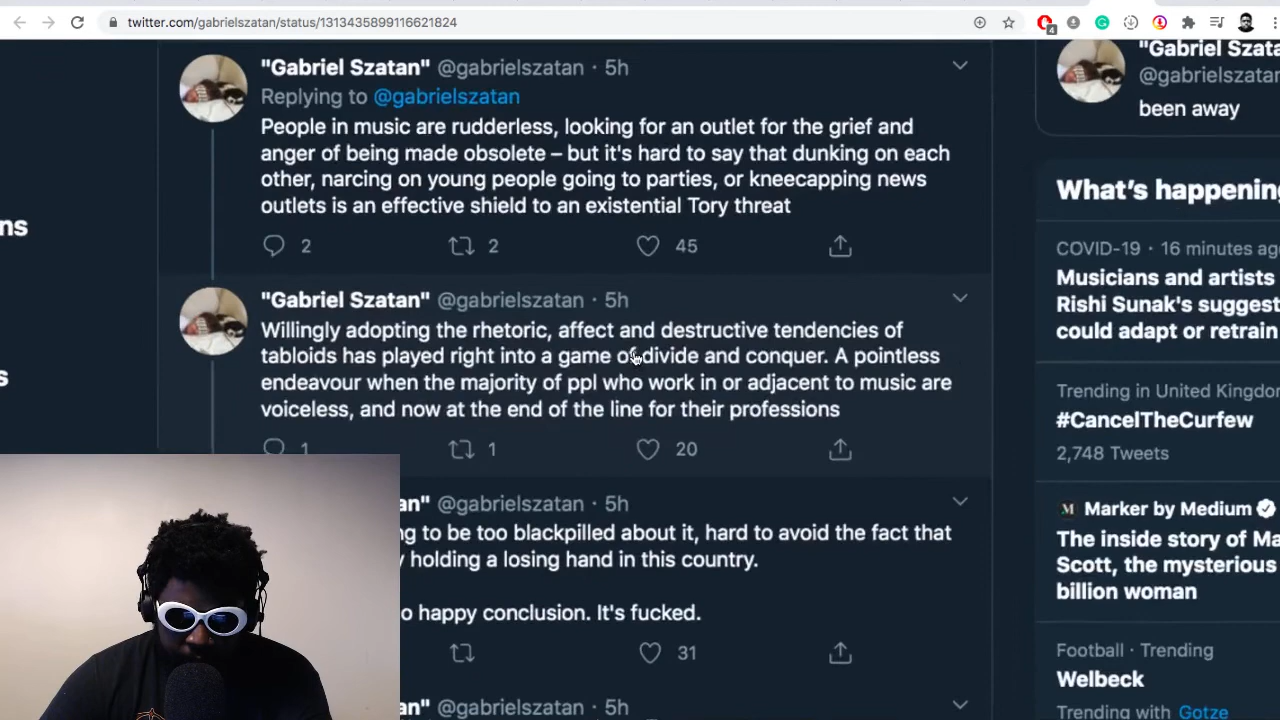 twitter.com/gabrielszatan/status/1313435899116621824
4
"Gabriel Szatan" @gabrielszatan · 5h
Replying to @gabrielszatan
People in music are rudderless, looking for an outlet for the grief and
anger of being made obsolete – but it's hard to say that dunking on each
other, narcing on young people going to parties, or kneecapping news
outlets is an effective shield to an existential Tory threat
2 2 45
"Gabriel Szatan" @gabrielszatan · 5h
Willingly adopting the rhetoric, affect and destructive tendencies of
tabloids has played right into a game of divide and conquer. A pointless
endeavour when the majority of ppl who work in or adjacent to music are
voiceless, and now at the end of the line for their professions
1 1 20
an" @gabrielszatan · 5h
ng to be too blackpilled about it, hard to avoid the fact that
y holding a losing hand in this country.
o happy conclusion. It's fucked.
31
an" @gabrielszatan · 5h
ns
s
"Gabriel Szata
@gabrielszatan
been away
What's happening
COVID-19 · 16 minutes ag
Musicians and artists
Rishi Sunak's suggest
could adapt or retrain
Trending in United Kingdo
#CancelTheCurfew
2,748 Tweets
M Marker by Medium
The inside story of Ma
Scott, the mysterious
billion woman
Football · Trending
Welbeck
Trending with Gotze